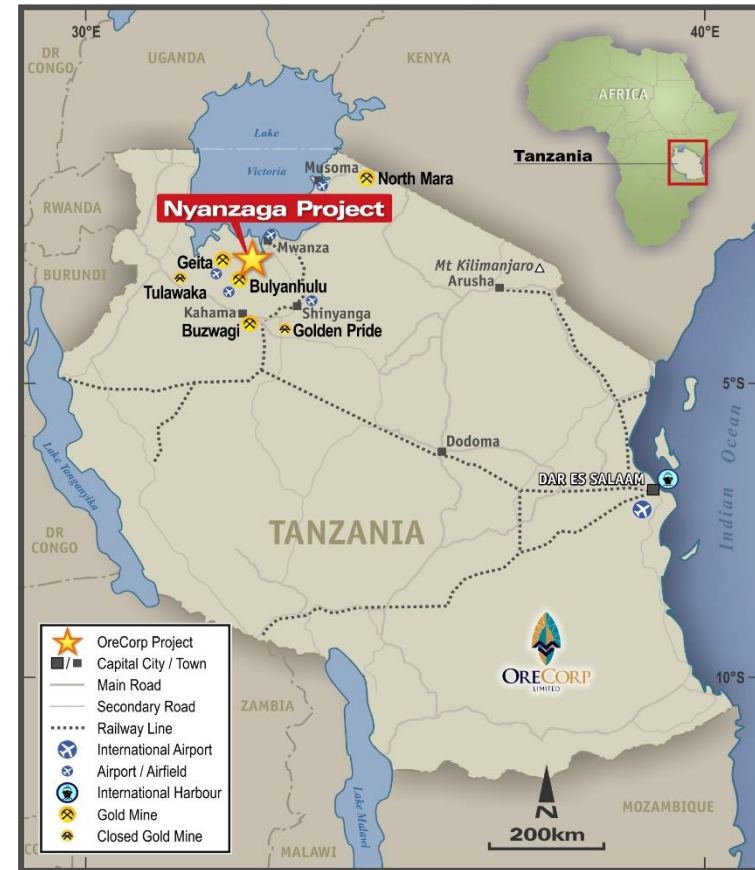 30°E
40°E
DR
CONGO
UGANDA
KENYA
AFRICA
Tanzania
Lake
Victoria
Musoma
North Mara
RWANDA
Nyanzaga Project
Mwanza
Geita
BURUNDI
Tulawaka
Bulyanhulu
Mt Kilimanjaro
Arusha
Kahama
Shinyanga
Buzwagi
Golden Pride
5°S
Lake Tanganyika
Dodoma
DAR ES SALAAM
Indian Ocean
DR
CONGO
TANZANIA
ORECORP
LIMITED
OreCorp Project
Capital City / Town
Main Road
Secondary Road
Railway Line
International Airport
Airport / Airfield
International Harbour
Gold Mine
Closed Gold Mine
ZAMBIA
10°S
Lake Malawi
MALAWI
N
200km
MOZAMBIQUE